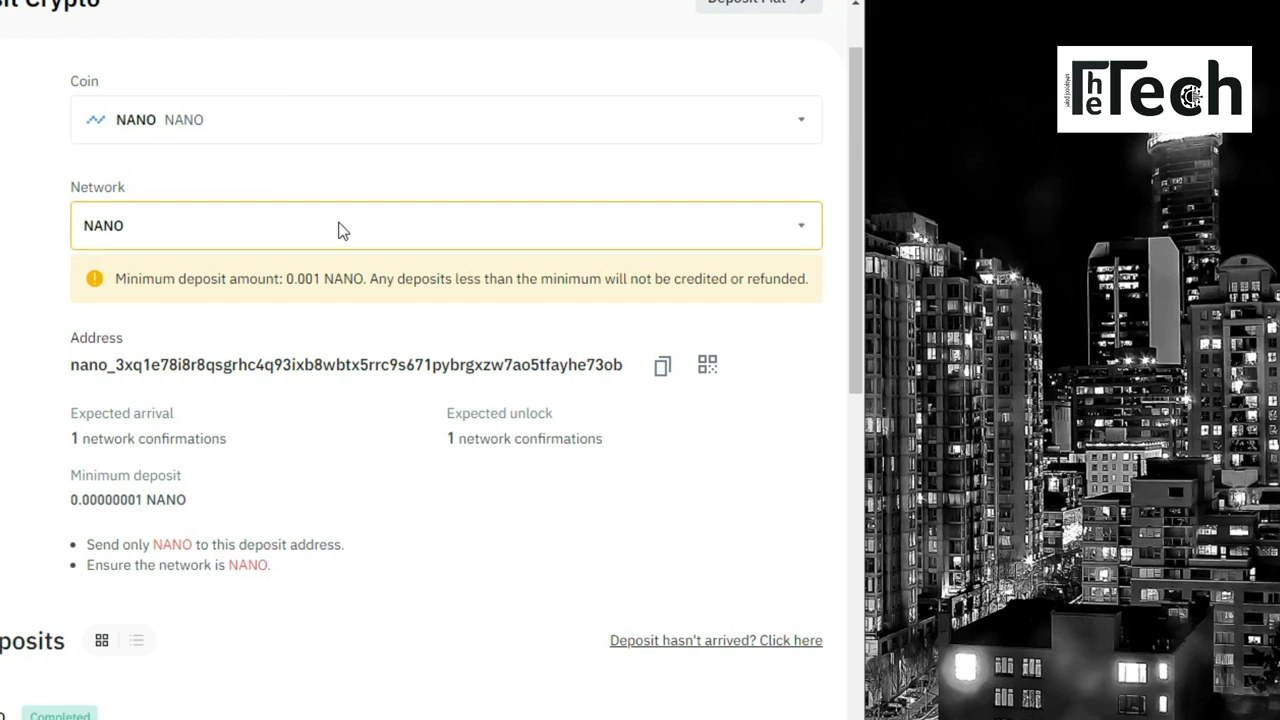 it Crypto
Deposit Fiat
Coin
NANO NANO
Network
NANO
Minimum deposit amount: 0.001 NANO. Any deposits less than the minimum will not be credited or refunded.
Address
nano_3xq1e78i8r8qsgrhc4q93ixb8wbtx5rrc9s671pybrgxzw7ao5tfayhe73ob
Expected arrival
Expected unlock
1 network confirmations
1 network confirmations
Minimum deposit
0.00000001 NANO
Send only NANO to this deposit address.
Ensure the network is NANO.
eposits
Deposit hasn't arrived? Click here
Completed
The Tech